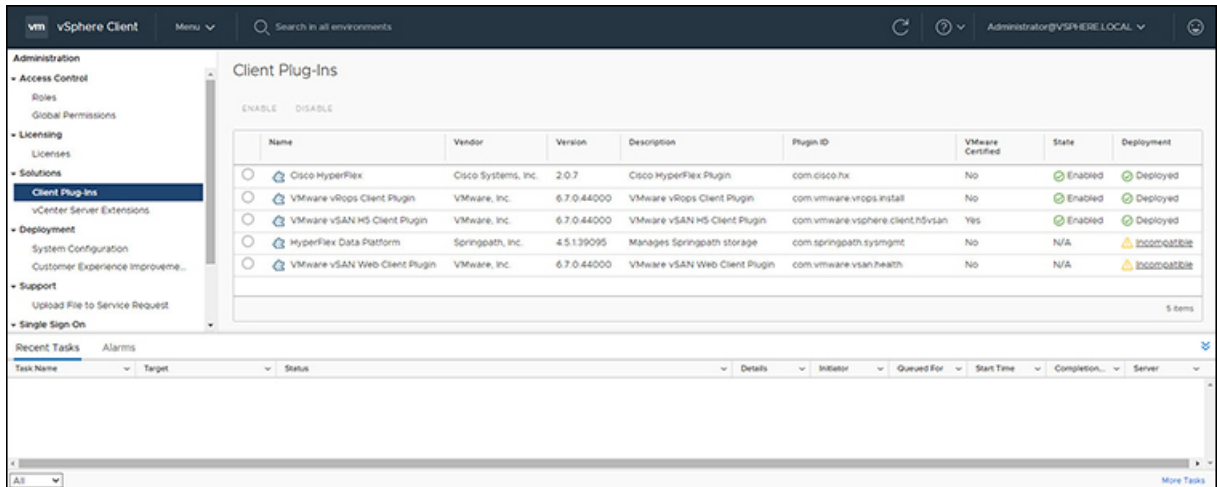 vm vSphere Client Menu Search in all environments Administrator@VSPHERE.LOCAL
Administration
Access Control
Roles
Global Permissions
Licensing
Licenses
Solutions
Client Plug-Ins
vCenter Server Extensions
Deployment
System Configuration
Customer Experience Improveme...
Support
Upload File to Service Request
Single Sign On
Client Plug-Ins
ENABLE DISABLE
Name Vendor Version Description Plugin.ID VMware Certified State Deployment
Cisco HyperFlex Cisco Systems, Inc. 2.0.7 Cisco HyperFlex Plugin com.cisco.hx No Enabled Deployed
VMware vRops Client Plugin VMware, Inc. 6.7.0.44000 VMware vRops Client Plugin com.vmware.vrops.install No Enabled Deployed
VMware vSAN H5 Client Plugin VMware, Inc. 6.7.0.44000 VMware vSAN H5 Client Plugin com.vmware.vsphere.client.h5vsan Yes Enabled Deployed
HyperFlex Data Platform Springpath, Inc. 4.5.1.39095 Manages Springpath storage com.springpath.sysmgmt No N/A Incompatible
VMware vSAN Web Client Plugin VMware, Inc. 6.7.0.44000 VMware vSAN Web Client Plugin com.vmware.vsan.health No N/A Incompatible
5 items
Recent Tasks Alarms
Task Name Target Status Details Initiator Queued For Start Time Completion... Server
All More Tasks